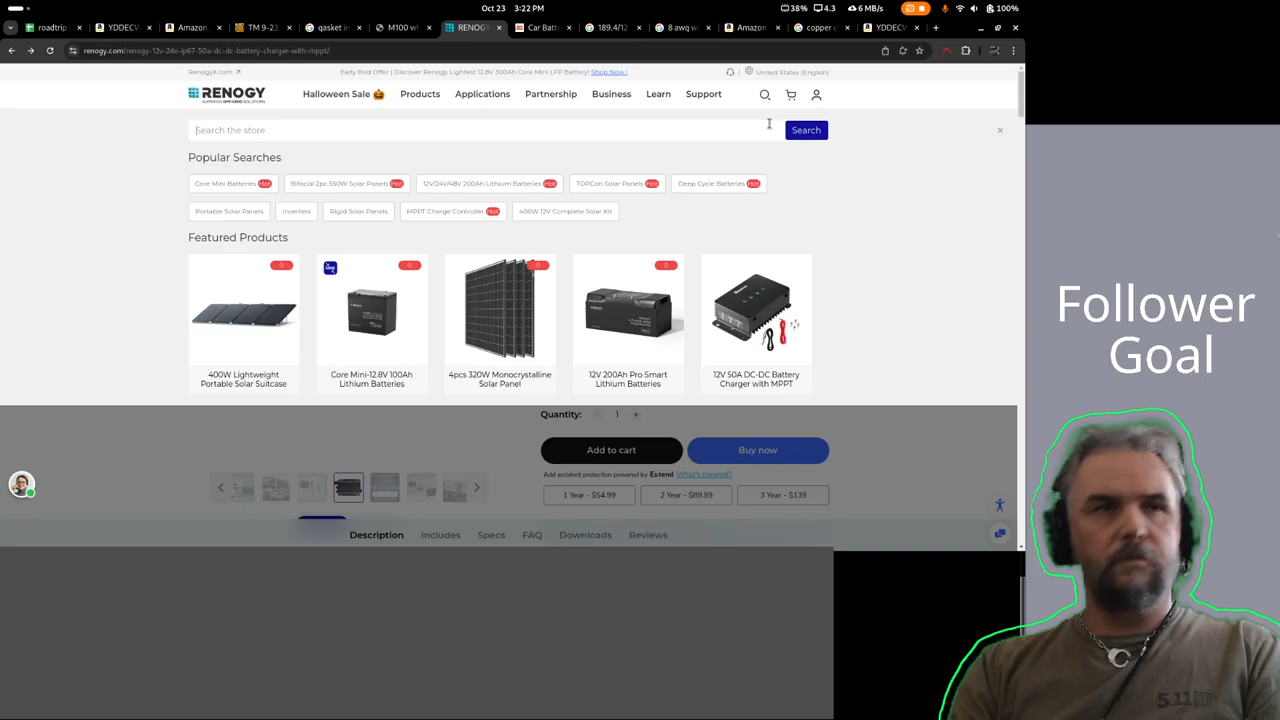 Oct 23 3:22 PM
38% 4.3 6 MB/s 100%
roadtrip YDDECV Amazon TM 9-23 gasket in M100 wh RENOG Car Batt 189.4/12 8 awg w Amazon copper c YDDECV
renogy.com/renogy-12v-24v-ip67-50a-dc-dc-battery-charger-with-mppt/
RenogyX.com Early Bird Offer | Discover Renogy Lightest 12.8V 300Ah Core Mini LFP Battery! Shop Now! United States (English)
RENOGY Halloween Sale 🎃 Products Applications Partnership Business Learn Support
Search the store Search
Popular Searches
Core Mini Batteries Hot Bifacial 2pc 550W Solar Panels Hot 12V/24V/48V 200Ah Lithium Batteries Hot TOPCon Solar Panels Hot Deep Cycle Batteries Hot
Portable Solar Panels Inverters Rigid Solar Panels MPPT Charge Controller Hot 400W 12V Complete Solar Kit
Featured Products
400W Lightweight
Portable Solar Suitcase
Core Mini-12.8V 100Ah
Lithium Batteries
4pcs 320W Monocrystalline
Solar Panel
12V 200Ah Pro Smart
Lithium Batteries
12V 50A DC-DC Battery
Charger with MPPT
Quantity: - 1 +
Add to cart Buy now
Add accident protection powered by Extend What's covered?
1 Year - $54.99 2 Year - $89.99 3 Year - $139
Description Includes Specs FAQ Downloads Reviews
Follower
Goal
5.11